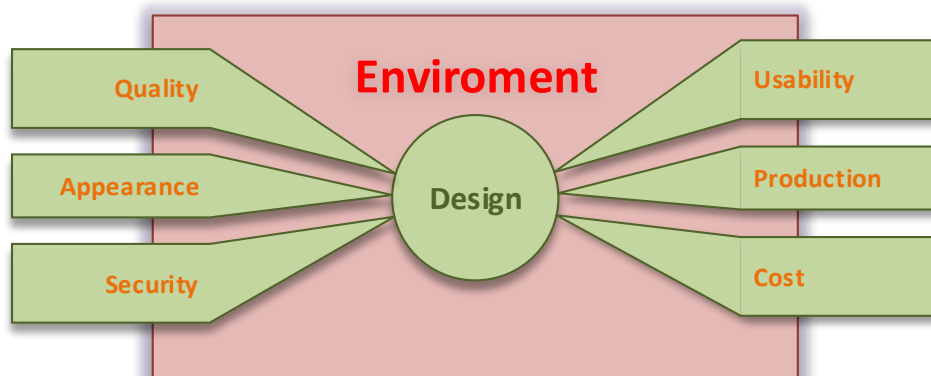 Enviroment
Quality
Usability
Appearance
Design
Production
Security
Cost